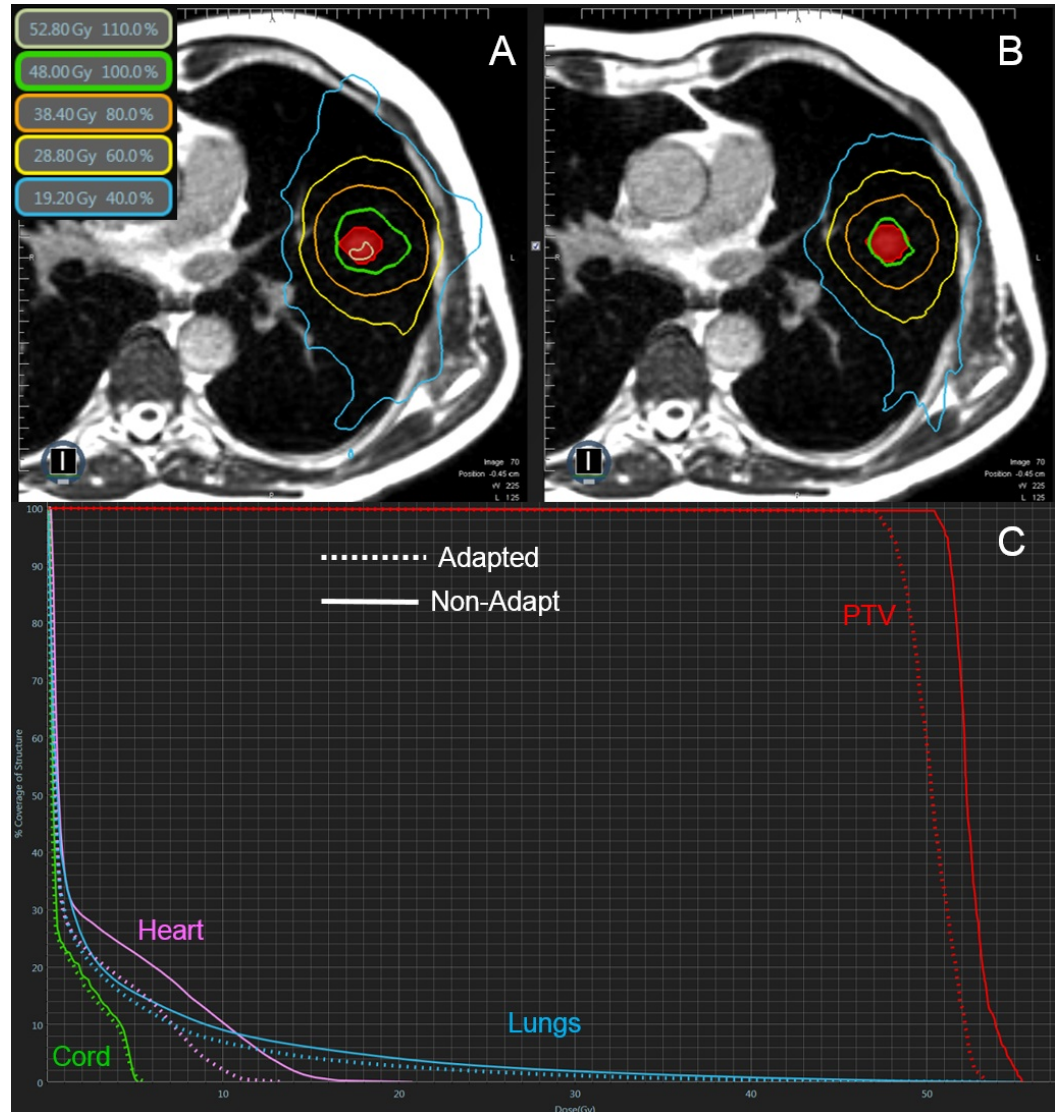 52.80 Gy 110.0 %
48.00 Gy 100.0 %
38.40 Gy 80.0 %
28.80 Gy 60.0 %
19.20 Gy 40.0 %
A
A
R
L
I
Image 70
Position -0.45 cm
W 225
L 125
P
A
B
R
L
I
Image 70
Position -0.45 cm
W 225
L 125
P
C
Adapted
Non-Adapt
PTV
Heart
Lungs
Cord
% Coverage of Structure
100
90
80
70
60
50
40
30
20
10
0
10
20
30
40
50
Dose(Gy)